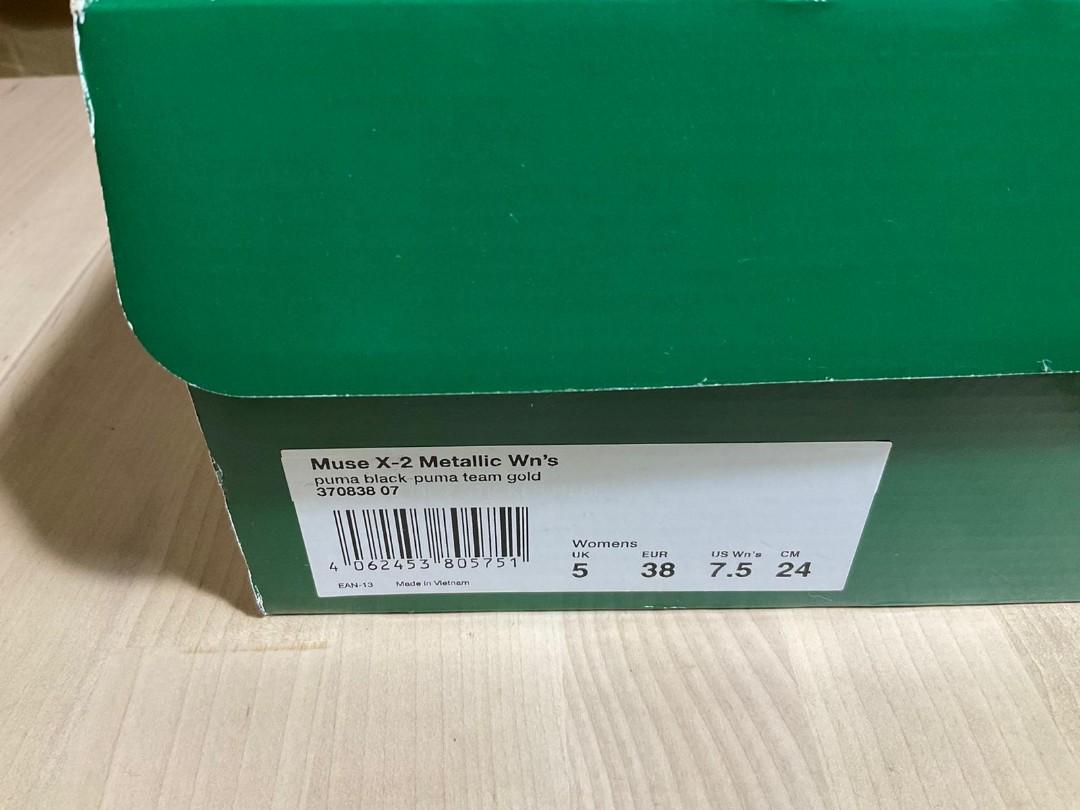 Muse X-2 Metallic Wn's
puma black-puma team gold
370838 07
4 062453 805751
EAN-13 Made in Vietnam
Womens
UK EUR US Wn's CM
5 38 7.5 24